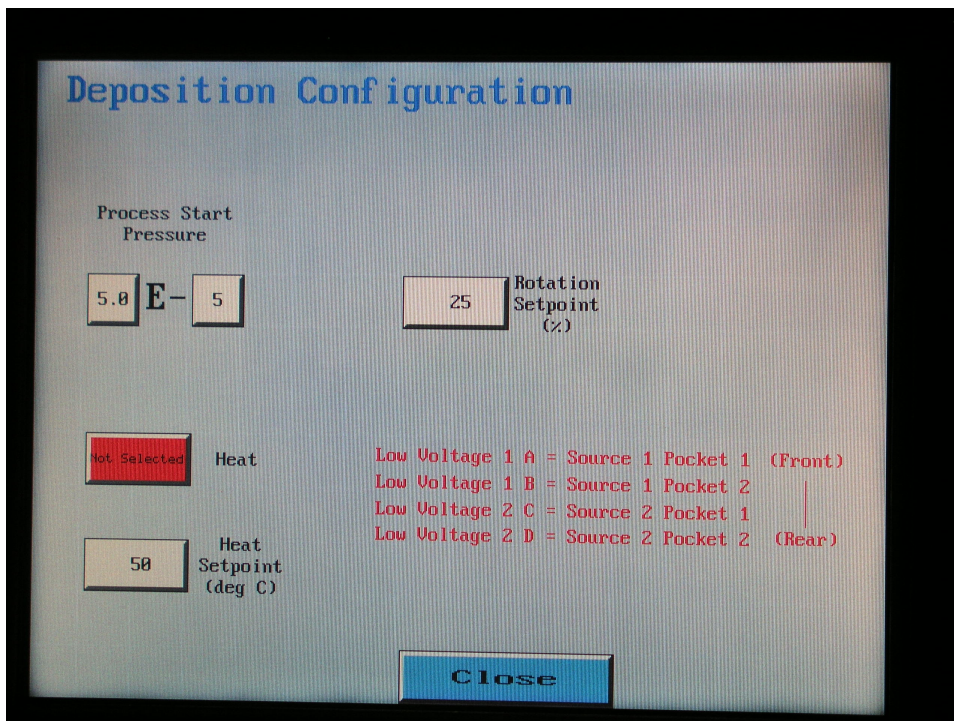 Deposition Configuration
Process Start
Pressure
5.0 E- 5
25
Rotation
Setpoint
(%)
Not Selected
Heat
Low Voltage 1 A = Source 1 Pocket 1 (Front)
Low Voltage 1 B = Source 1 Pocket 2
Low Voltage 2 C = Source 2 Pocket 1
Low Voltage 2 D = Source 2 Pocket 2 (Rear)
50
Heat
Setpoint
(deg C)
Close